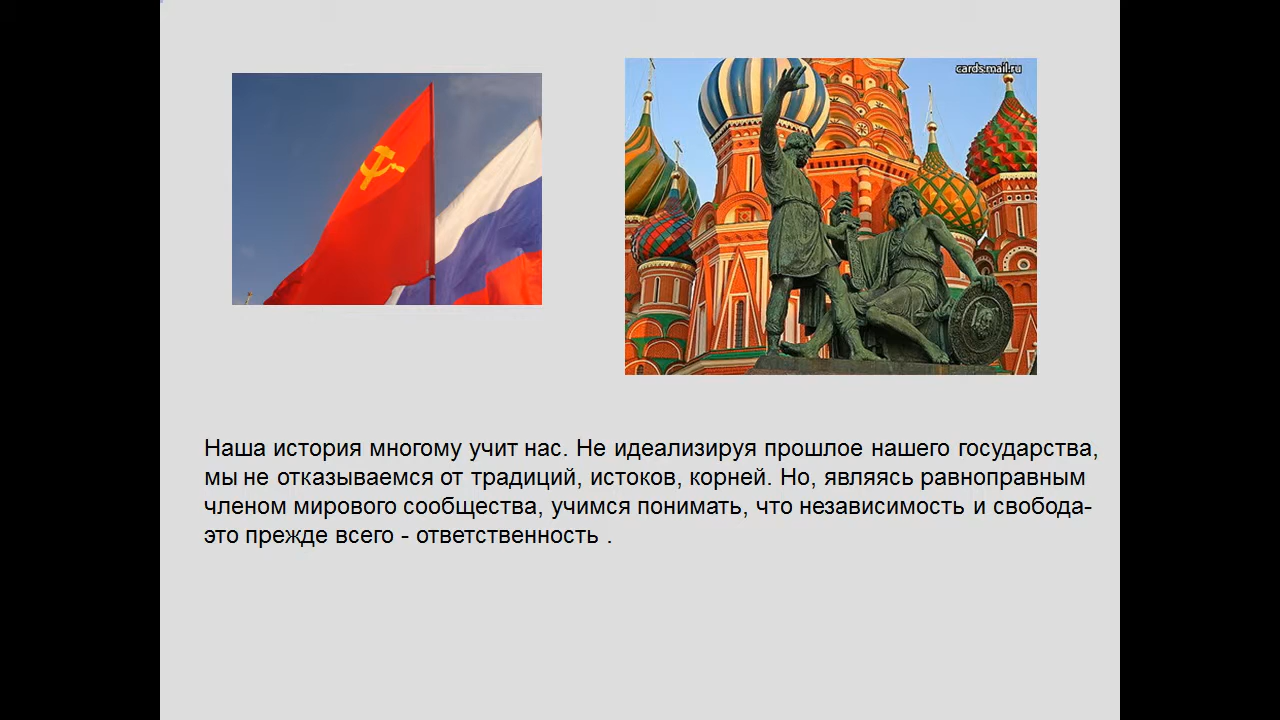 cards.mail.ru
Наша история многому учит нас. Не идеализируя прошлое нашего государства,
мы не отказываемся от традиций, истоков, корней. Но, являясь равноправным
членом мирового сообщества, учимся понимать, что независимость и свобода-
это прежде всего - ответственность .